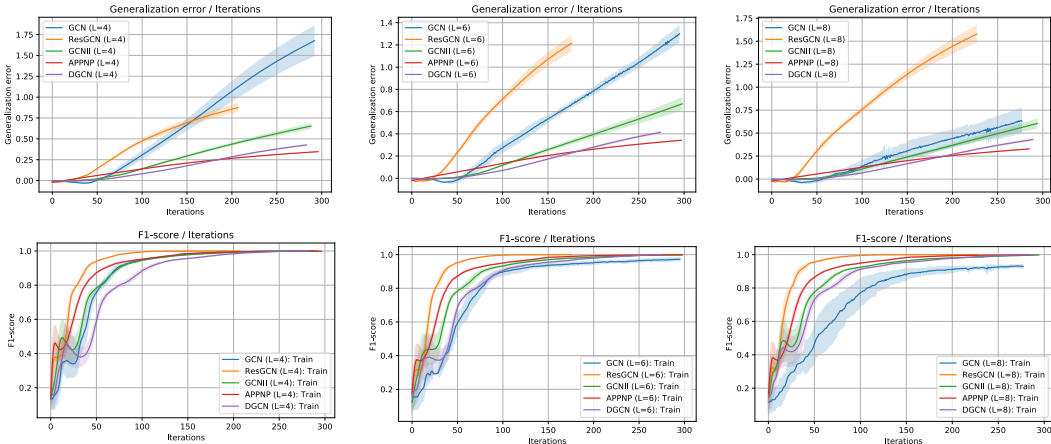 Generalization error / Iterations
GCN (L=4)
ResGCN (L=4)
GCNII (L=4)
APPNP (L=4)
DGCN (L=4)
Generalization error
1.75
1.50
1.25
1.00
0.75
0.50
0.25
0.00
0 50 100 150 200 250 300
Iterations
Generalization error / Iterations
GCN (L=6)
ResGCN (L=6)
GCNII (L=6)
APPNP (L=6)
DGCN (L=6)
Generalization error
1.4
1.2
1.0
0.8
0.6
0.4
0.2
0.0
0 50 100 150 200 250 300
Iterations
Generalization error / Iterations
GCN (L=8)
ResGCN (L=8)
GCNII (L=8)
APPNP (L=8)
DGCN (L=8)
Generalization error
1.75
1.50
1.25
1.00
0.75
0.50
0.25
0.00
0 50 100 150 200 250 300
Iterations
F1-score / Iterations
F1-score
1.0
0.8
0.6
0.4
0.2
GCN (L=4): Train
ResGCN (L=4): Train
GCNII (L=4): Train
APPNP (L=4): Train
DGCN (L=4): Train
0 50 100 150 200 250 300
Iterations
F1-score / Iterations
F1-score
1.0
0.8
0.6
0.4
0.2
GCN (L=6): Train
ResGCN (L=6): Train
GCNII (L=6): Train
APPNP (L=6): Train
DGCN (L=6): Train
0 50 100 150 200 250 300
Iterations
F1-score / Iterations
F1-score
1.0
0.8
0.6
0.4
0.2
GCN (L=8): Train
ResGCN (L=8): Train
GCNII (L=8): Train
APPNP (L=8): Train
DGCN (L=8): Train
0 50 100 150 200 250 300
Iterations